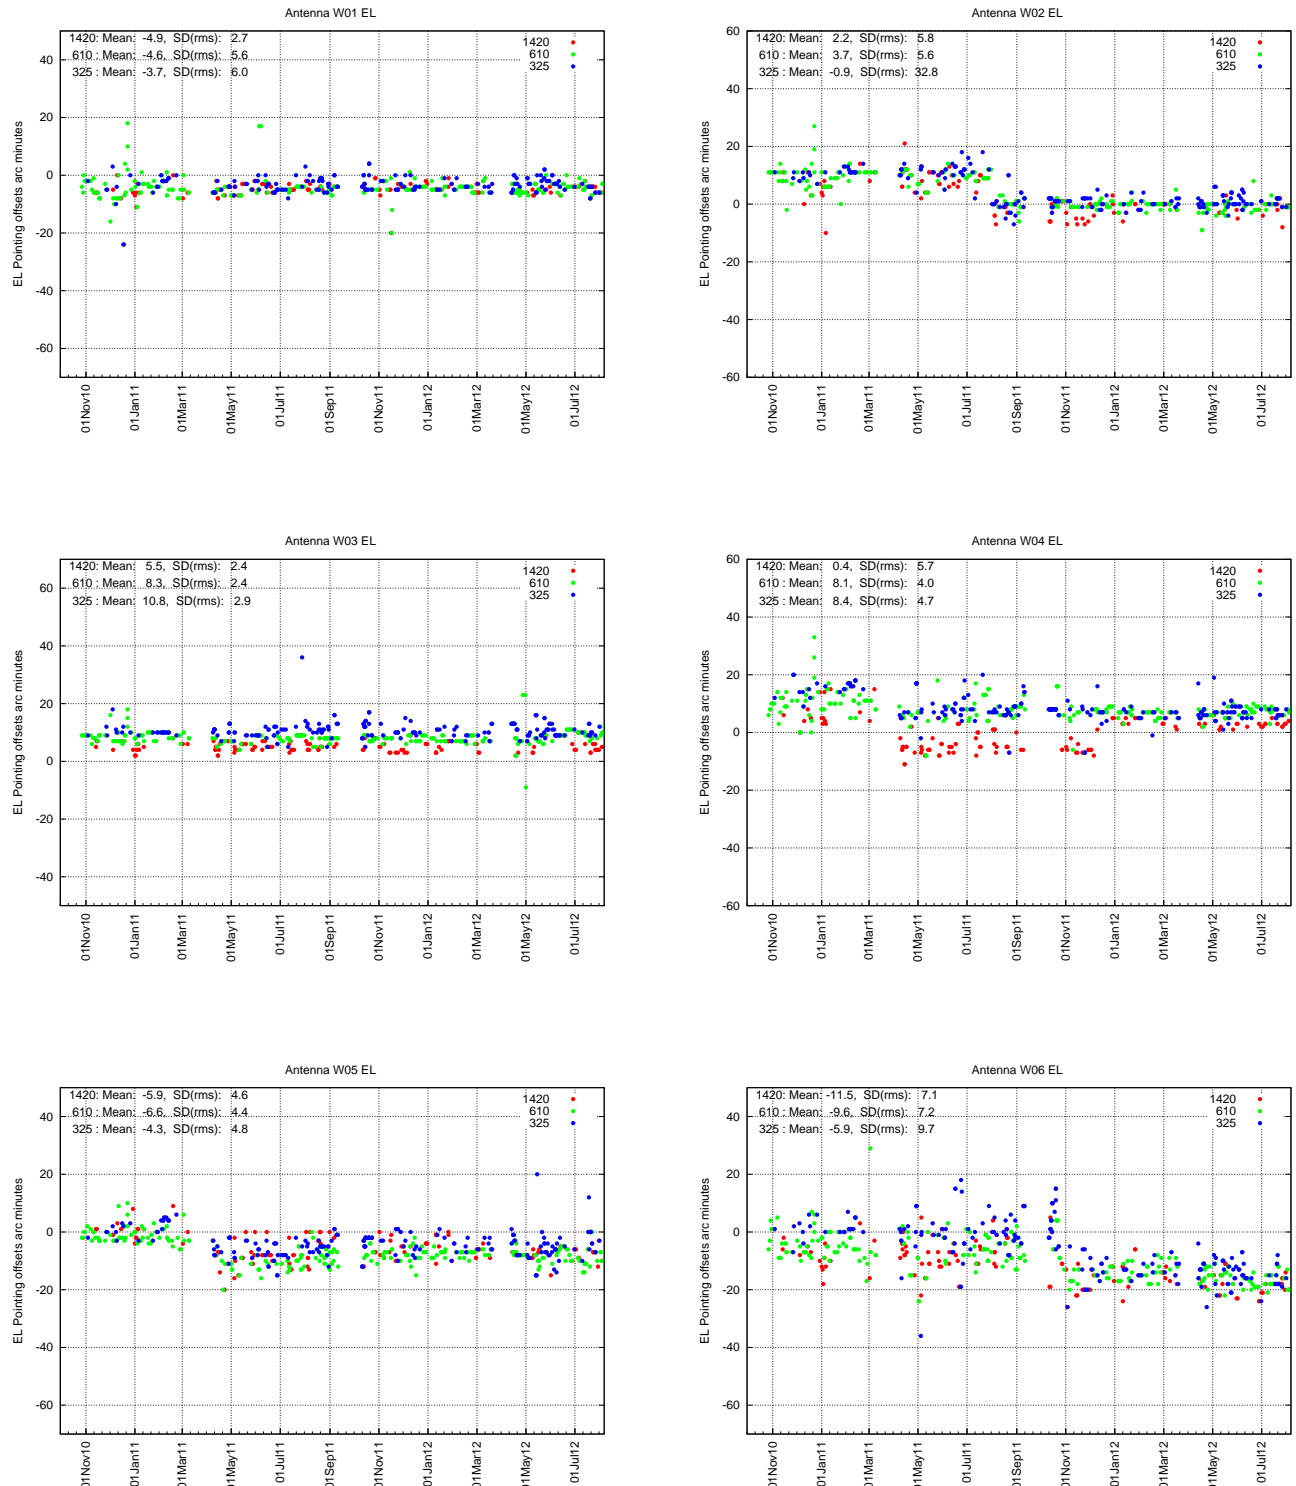 Antenna W01 EL
1420: Mean: -4.9, SD(rms): 2.7
610 : Mean: -4.6, SD(rms): 5.6
325 : Mean: -3.7, SD(rms): 6.0
1420
610
325
EL Pointing offsets arc minutes
40
20
0
-20
-40
-60
01Nov10
01Jan11
01Mar11
01May11
01Jul11
01Sep11
01Nov11
01Jan12
01Mar12
01May12
01Jul12
Antenna W02 EL
1420: Mean: 2.2, SD(rms): 5.8
610 : Mean: 3.7, SD(rms): 5.6
325 : Mean: -0.9, SD(rms): 32.8
1420
610
325
EL Pointing offsets arc minutes
60
40
20
0
-20
-40
-60
01Nov10
01Jan11
01Mar11
01May11
01Jul11
01Sep11
01Nov11
01Jan12
01Mar12
01May12
01Jul12
Antenna W03 EL
1420: Mean: 5.5, SD(rms): 2.4
610 : Mean: 8.3, SD(rms): 2.4
325 : Mean: 10.8, SD(rms): 2.9
1420
610
325
EL Pointing offsets arc minutes
60
40
20
0
-20
-40
01Nov10
01Jan11
01Mar11
01May11
01Jul11
01Sep11
01Nov11
01Jan12
01Mar12
01May12
01Jul12
Antenna W04 EL
1420: Mean: 0.4, SD(rms): 5.7
610 : Mean: 8.1, SD(rms): 4.0
325 : Mean: 8.4, SD(rms): 4.7
1420
610
325
EL Pointing offsets arc minutes
60
40
20
0
-20
-40
-60
01Nov10
01Jan11
01Mar11
01May11
01Jul11
01Sep11
01Nov11
01Jan12
01Mar12
01May12
01Jul12
Antenna W05 EL
1420: Mean: -5.9, SD(rms): 4.6
610 : Mean: -6.6, SD(rms): 4.4
325 : Mean: -4.3, SD(rms): 4.8
1420
610
325
EL Pointing offsets arc minutes
40
20
0
-20
-40
-60
01Nov10
01Jan11
01Mar11
01May11
01Jul11
01Sep11
01Nov11
01Jan12
01Mar12
01May12
01Jul12
Antenna W06 EL
1420: Mean: -11.5, SD(rms): 7.1
610 : Mean: -9.6, SD(rms): 7.2
325 : Mean: -5.9, SD(rms): 9.7
1420
610
325
EL Pointing offsets arc minutes
40
20
0
-20
-40
-60
01Nov10
01Jan11
01Mar11
01May11
01Jul11
01Sep11
01Nov11
01Jan12
01Mar12
01May12
01Jul12